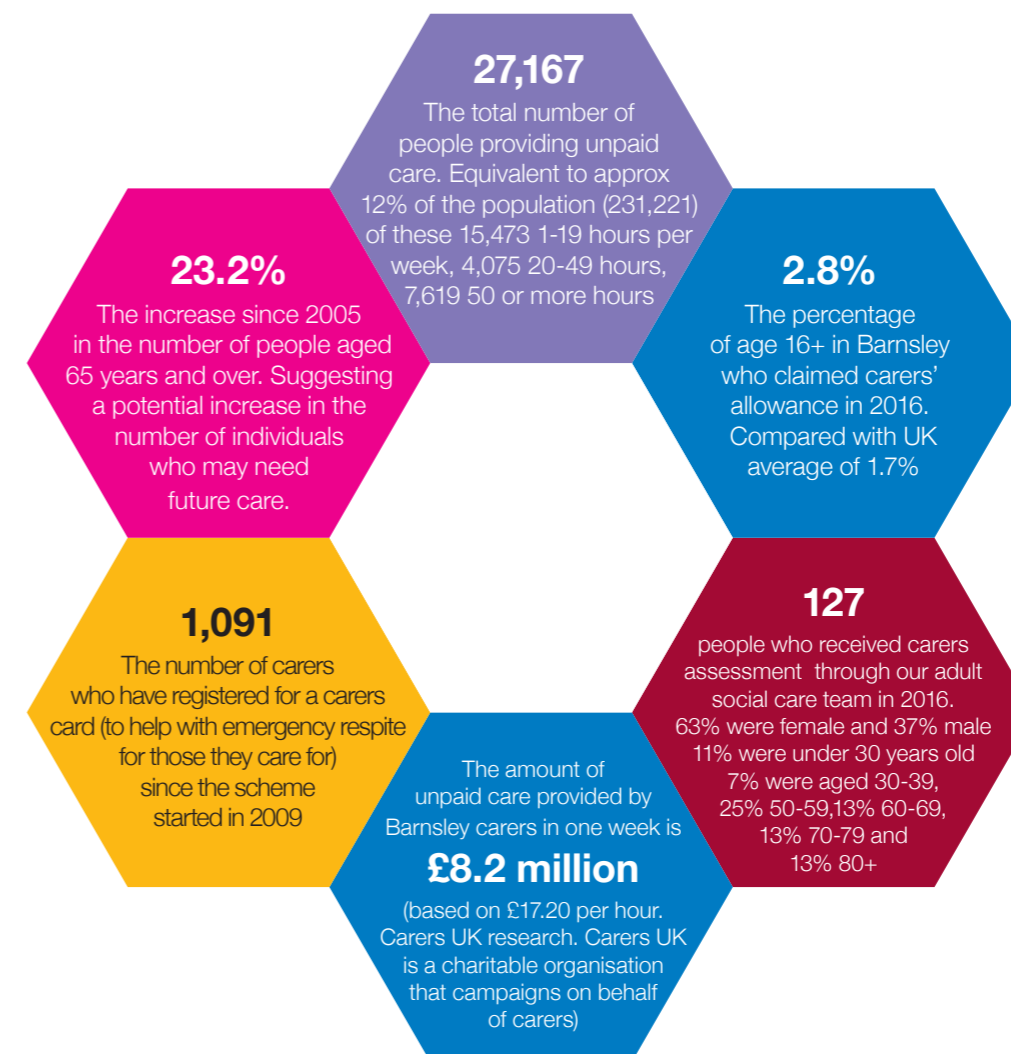 27,167
The total number of
people providing unpaid
care. Equivalent to approx
12% of the population (231,221)
of these 15,473 1-19 hours per
week, 4,075 20-49 hours,
7,619 50 or more hours
23.2%
The increase since 2005
in the number of people aged
65 years and over. Suggesting
a potential increase in the
number of individuals
who may need
future care.
2.8%
The percentage
of age 16+ in Barnsley
who claimed carers’
allowance in 2016.
Compared with UK
average of 1.7%
1,091
The number of carers
who have registered for a carers
card (to help with emergency respite
for those they care for)
since the scheme
started in 2009
127
people who received carers
assessment through our adult
social care team in 2016.
63% were female and 37% male
11% were under 30 years old
7% were aged 30-39,
25% 50-59,13% 60-69,
13% 70-79 and
13% 80+
The amount of
unpaid care provided by
Barnsley carers in one week is
£8.2 million
(based on £17.20 per hour.
Carers UK research. Carers UK
is a charitable organisation
that campaigns on behalf
of carers)